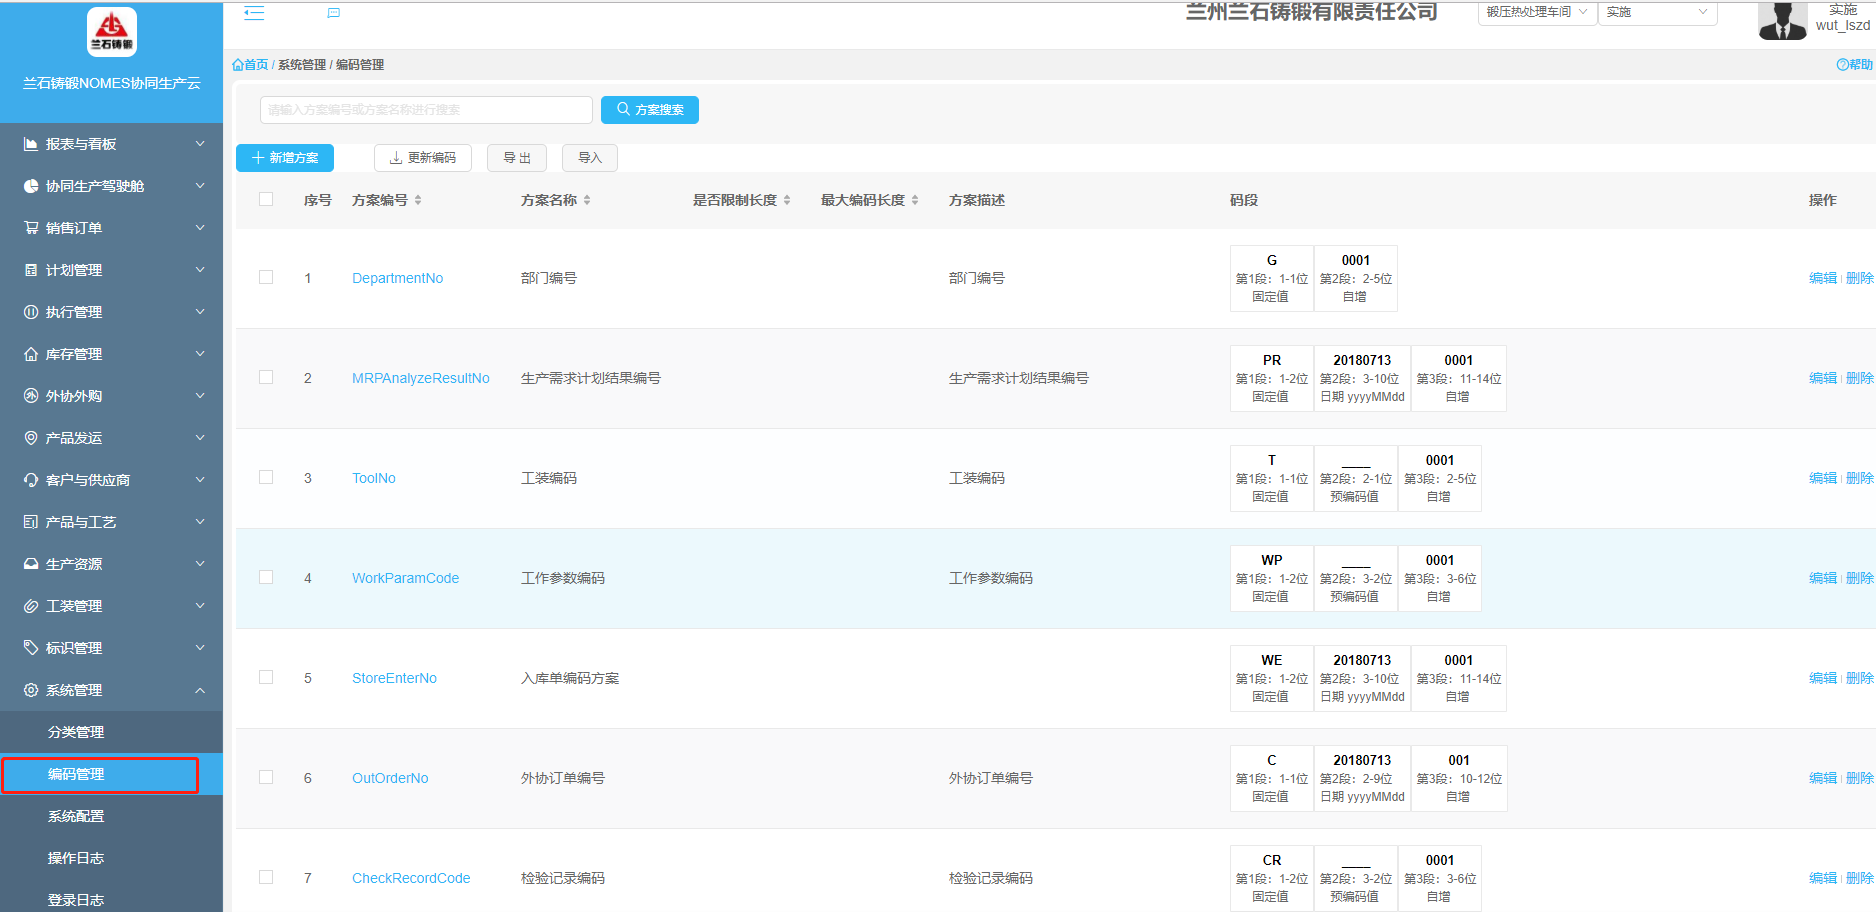 兰石铸锻
兰石铸锻NOMES协同生产云
报表与看板
协同生产驾驶舱
销售订单
计划管理
执行管理
库存管理
外协外购
产品发运
客户与供应商
产品与工艺
生产资源
工装管理
标识管理
系统管理
分类管理
编码管理
系统配置
操作日志
登录日志
兰州兰石铸锻有限责任公司
锻压热处理车间
实施
实施
wut_lszd
首页 / 系统管理 / 编码管理
帮助
请输入方案编号或方案名称进行搜索
方案搜索
新增方案
更新编码
导 出
导入
序号 方案编号 方案名称 是否限制长度 最大编码长度 方案描述 码段 操作
1 DepartmentNo 部门编号 部门编号
G 0001
第1段：1-1位 第2段：2-5位
固定值 自增
编辑 删除
2 MRPAnalyzeResultNo 生产需求计划结果编号 生产需求计划结果编号
PR 20180713 0001
第1段：1-2位 第2段：3-10位 第3段：11-14位
固定值 日期 yyyyMMdd 自增
编辑 删除
3 ToolNo 工装编码 工装编码
T ____ 0001
第1段：1-1位 第2段：2-1位 第3段：2-5位
固定值 预编码值 自增
编辑 删除
4 WorkParamCode 工作参数编码 工作参数编码
WP ____ 0001
第1段：1-2位 第2段：3-2位 第3段：3-6位
固定值 预编码值 自增
编辑 删除
5 StoreEnterNo 入库单编码方案
WE 20180713 0001
第1段：1-2位 第2段：3-10位 第3段：11-14位
固定值 日期 yyyyMMdd 自增
编辑 删除
6 OutOrderNo 外协订单编号 外协订单编号
C 20180713 001
第1段：1-1位 第2段：2-9位 第3段：10-12位
固定值 日期 yyyyMMdd 自增
编辑 删除
7 CheckRecordCode 检验记录编码 检验记录编码
CR ____ 0001
第1段：1-2位 第2段：3-2位 第3段：3-6位
固定值 预编码值 自增
编辑 删除